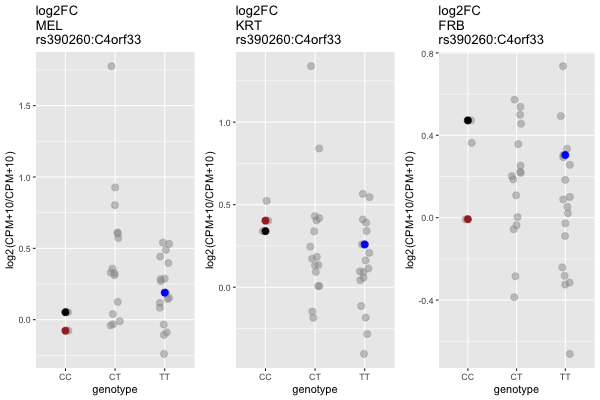 log2FC
MEL
rs390260:C4orf33
log2(CPM+10/CPM+10)
1.5
1.0
0.5
0.0
CC CT TT
genotype
log2FC
KRT
rs390260:C4orf33
log2(CPM+10/CPM+10)
1.0
0.5
0.0
CC CT TT
genotype
log2FC
FRB
rs390260:C4orf33
log2(CPM+10/CPM+10)
0.8
0.4
0.0
-0.4
CC CT TT
genotype